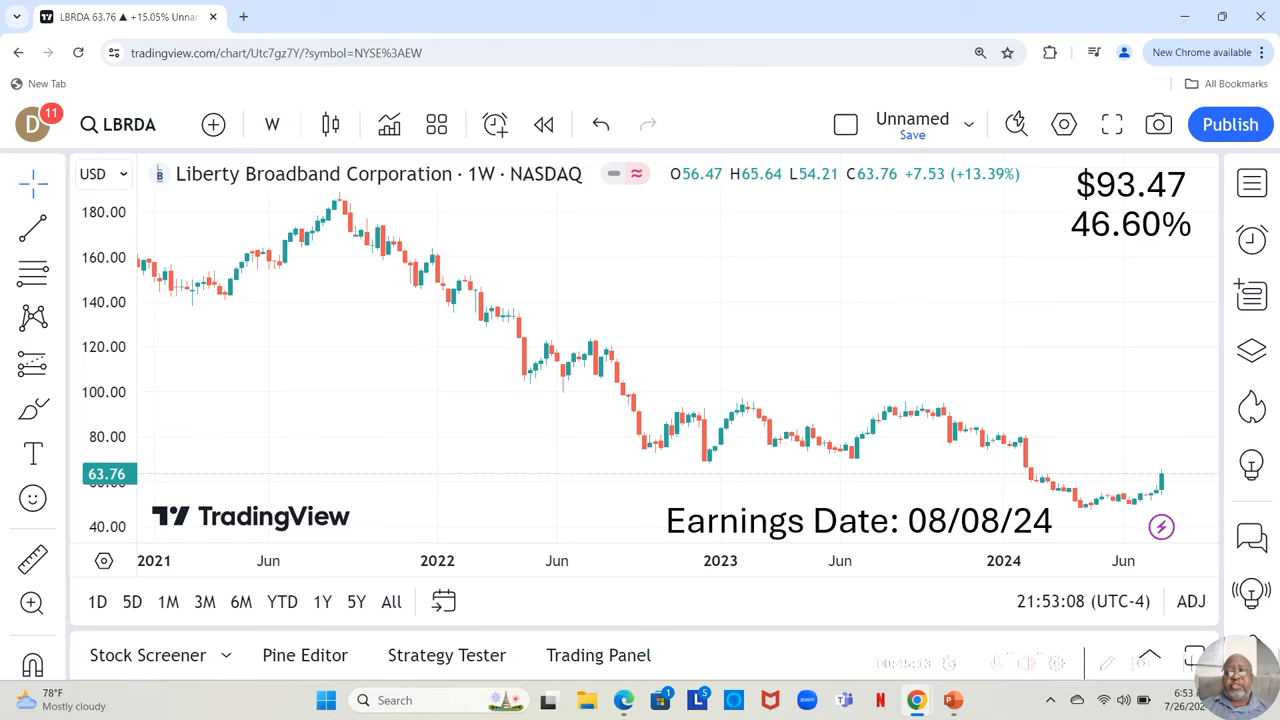 LBRDA 63.76 ▲ +15.05% Unna
tradingview.com/chart/Utc7gz7Y/?symbol=NYSE%3AEW
New Chrome available
New Tab
All Bookmarks
D
11
LBRDA
W
Unnamed
Save
Publish
USD
Liberty Broadband Corporation · 1W · NASDAQ
O56.47 H65.64 L54.21 C63.76 +7.53 (+13.39%)
$93.47
46.60%
180.00
160.00
140.00
120.00
100.00
80.00
63.76
40.00
TradingView
Earnings Date: 08/08/24
2021 Jun 2022 Jun 2023 Jun 2024 Jun
1D 5D 1M 3M 6M YTD 1Y 5Y All
21:53:08 (UTC-4) ADJ
Stock Screener Pine Editor Strategy Tester Trading Panel
78°F
Mostly cloudy
Search
1
5
6:53